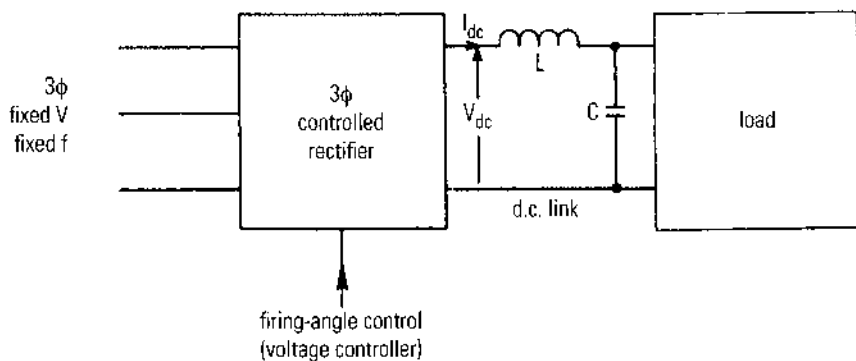 3ϕ
fixed V
fixed f
3ϕ
controlled
rectifier
I_dc
L
V_dc
C
load
d.c. link
firing-angle control
(voltage controller)